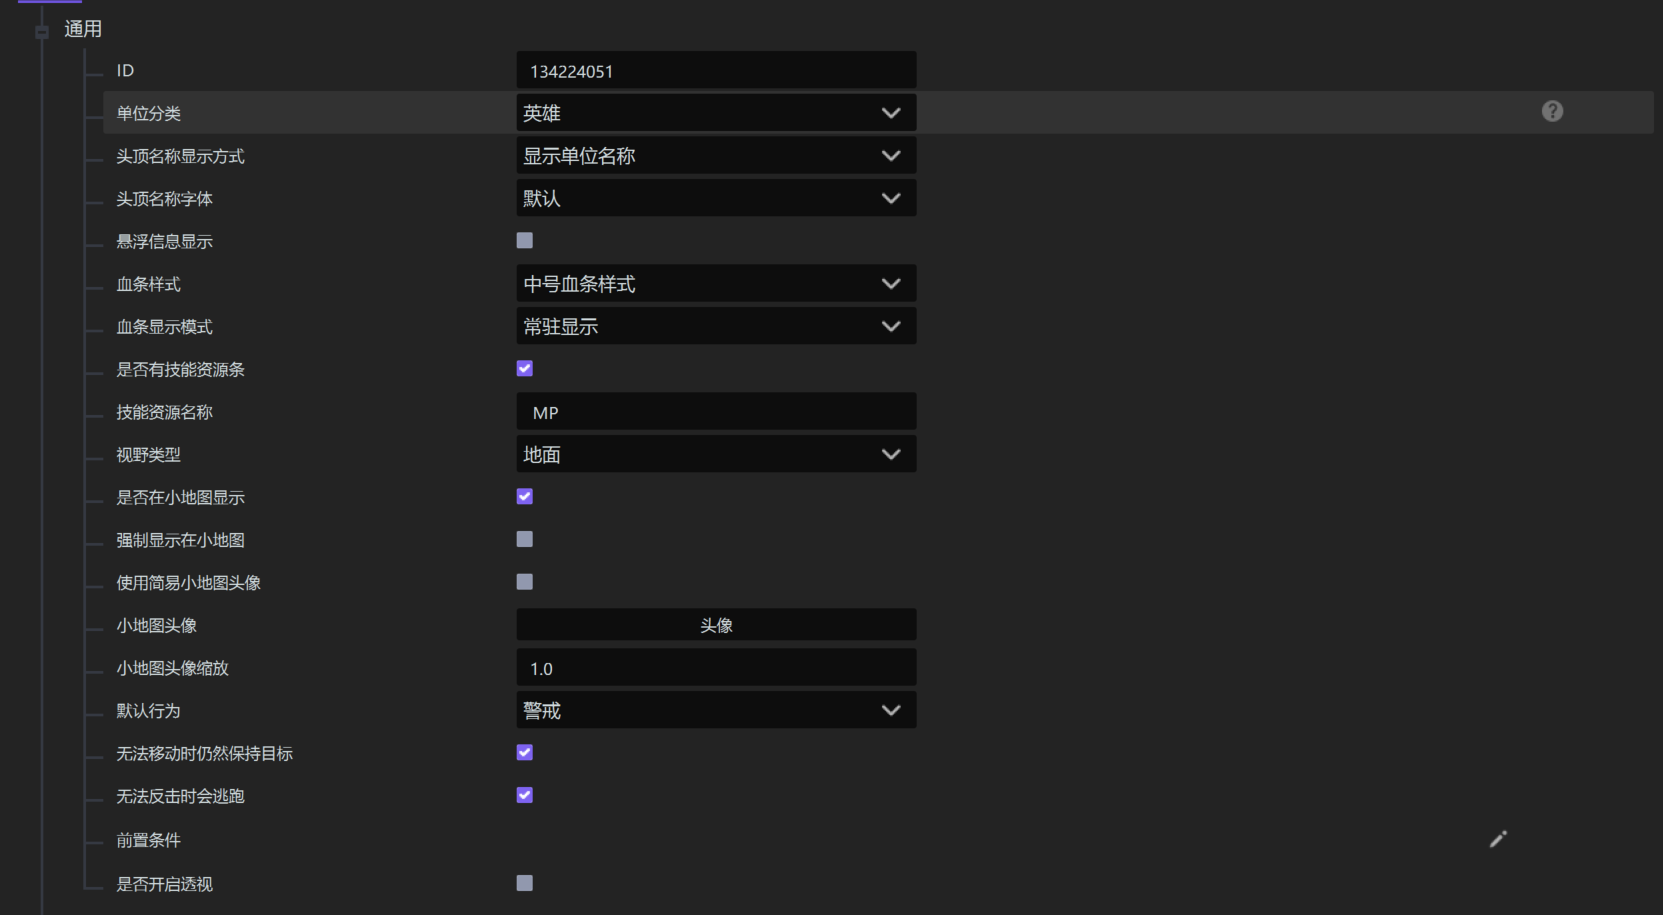 通用
ID 134224051
单位分类 英雄
头顶名称显示方式 显示单位名称
头顶名称字体 默认
悬浮信息显示
血条样式 中号血条样式
血条显示模式 常驻显示
是否有技能资源条
技能资源名称 MP
视野类型 地面
是否在小地图显示
强制显示在小地图
使用简易小地图头像
小地图头像 头像
小地图头像缩放 1.0
默认行为 警戒
无法移动时仍然保持目标
无法反击时会逃跑
前置条件
是否开启透视